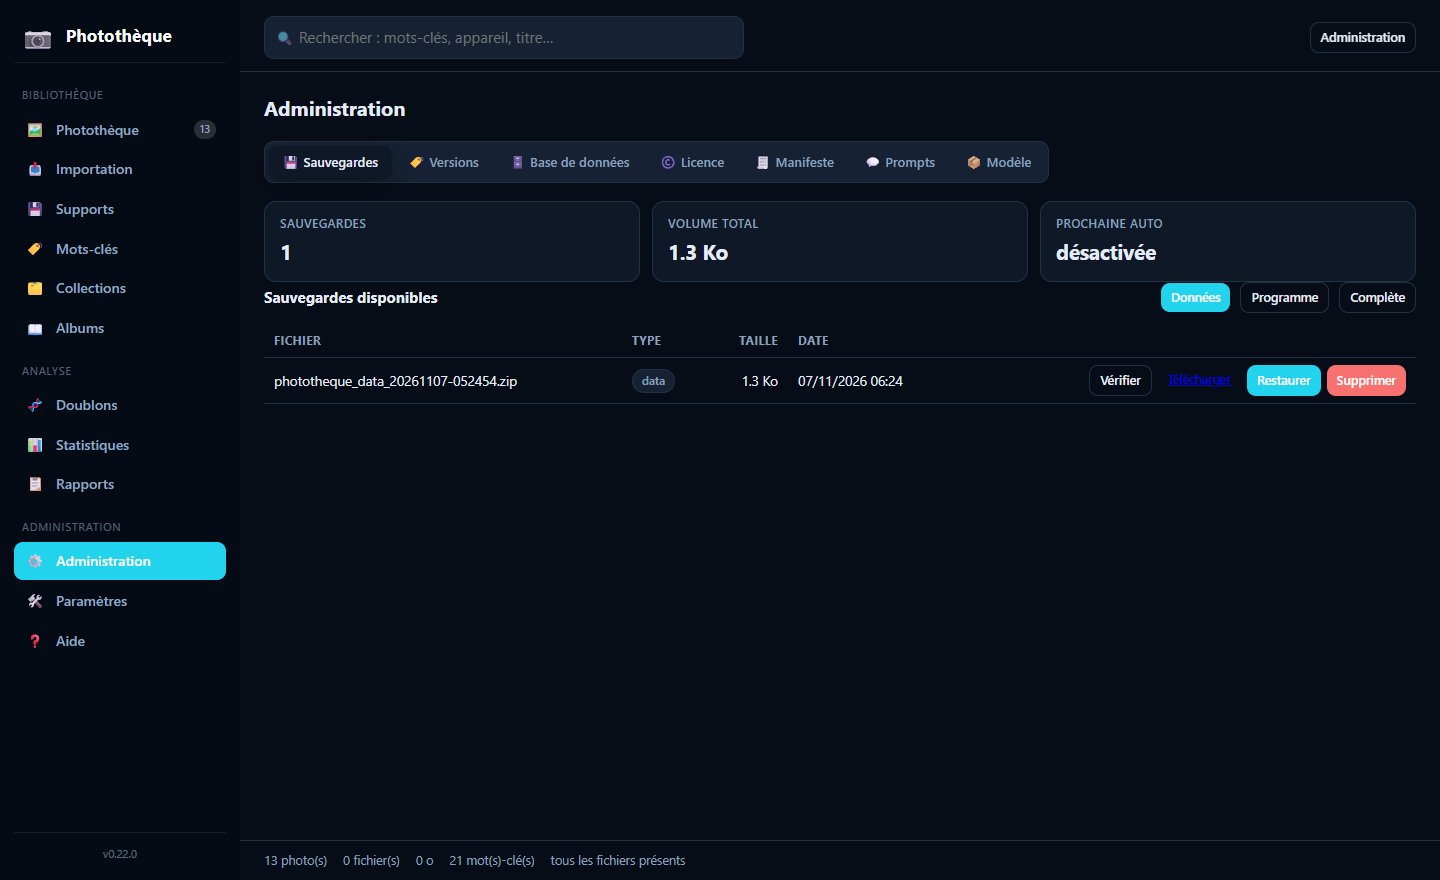 Photothèque
Rechercher : mots-clés, appareil, titre...
Administration
BIBLIOTHÈQUE
Photothèque 13
Importation
Supports
Mots-clés
Collections
Albums
ANALYSE
Doublons
Statistiques
Rapports
ADMINISTRATION
Administration
Paramètres
Aide
v0.22.0
Administration
Sauvegardes Versions Base de données Licence Manifeste Prompts Modèle
SAUVEGARDES
1
VOLUME TOTAL
1.3 Ko
PROCHAINE AUTO
désactivée
Sauvegardes disponibles
Données Programme Complète
FICHIER TYPE TAILLE DATE
phototheque_data_20261107-052454.zip data 1.3 Ko 07/11/2026 06:24 Vérifier Télécharger Restaurer Supprimer
13 photo(s) 0 fichier(s) 0 o 21 mot(s)-clé(s) tous les fichiers présents